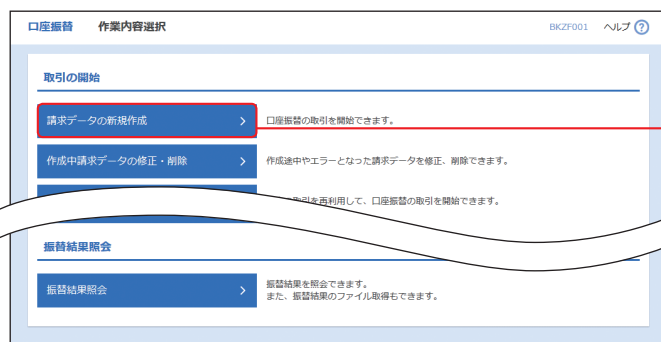 口座振替 作業内容選択 BKZF001 ヘルプ ?
取引の開始
請求データの新規作成 口座振替の取引を開始できます。
作成中請求データの修正・削除 作成途中やエラーとなった請求データを修正、削除できます。
取引を再利用して、口座振替の取引を開始できます。
振替結果照会
振替結果照会 振替結果を照会できます。
また、振替結果のファイル取得もできます。